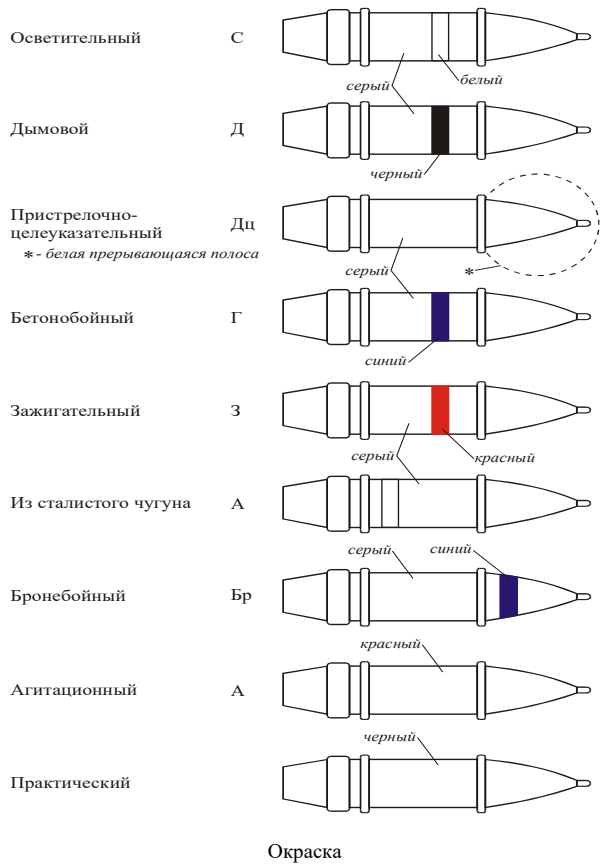 Осветительный С
серый белый
Дымовой Д
черный
Пристрелочно-
целеуказательный Дц
* - белая прерывающаяся полоса
серый *
Бетонобойный Г
синий
Зажигательный З
серый красный
Из сталистого чугуна А
серый синий
Бронебойный Бр
красный
Агитационный А
черный
Практический
Окраска